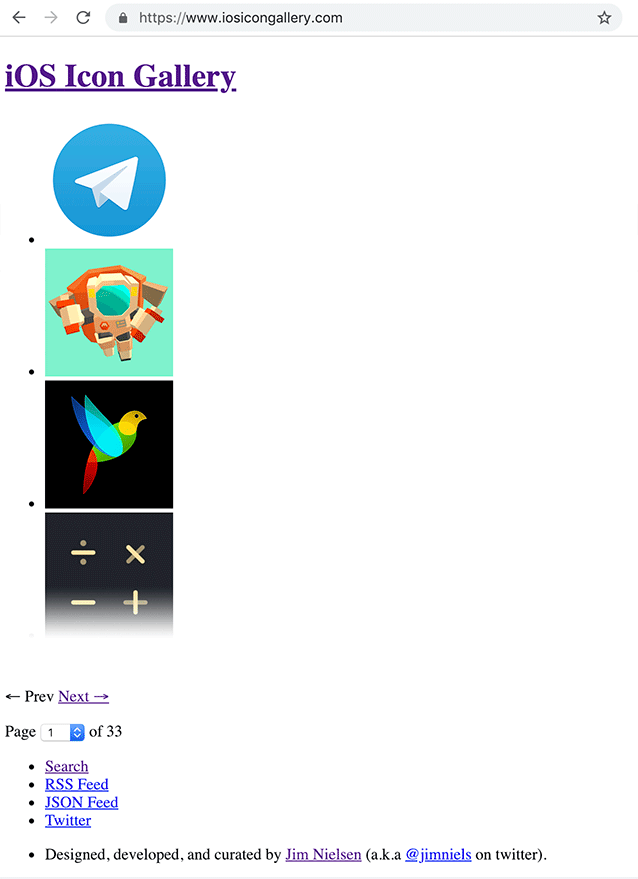 https://www.iosicongallery.com
iOS Icon Gallery
÷ ×
− +
← Prev Next →
Page 1 of 33
Search
RSS Feed
JSON Feed
Twitter
Designed, developed, and curated by Jim Nielsen (a.k.a @jimniels on twitter).